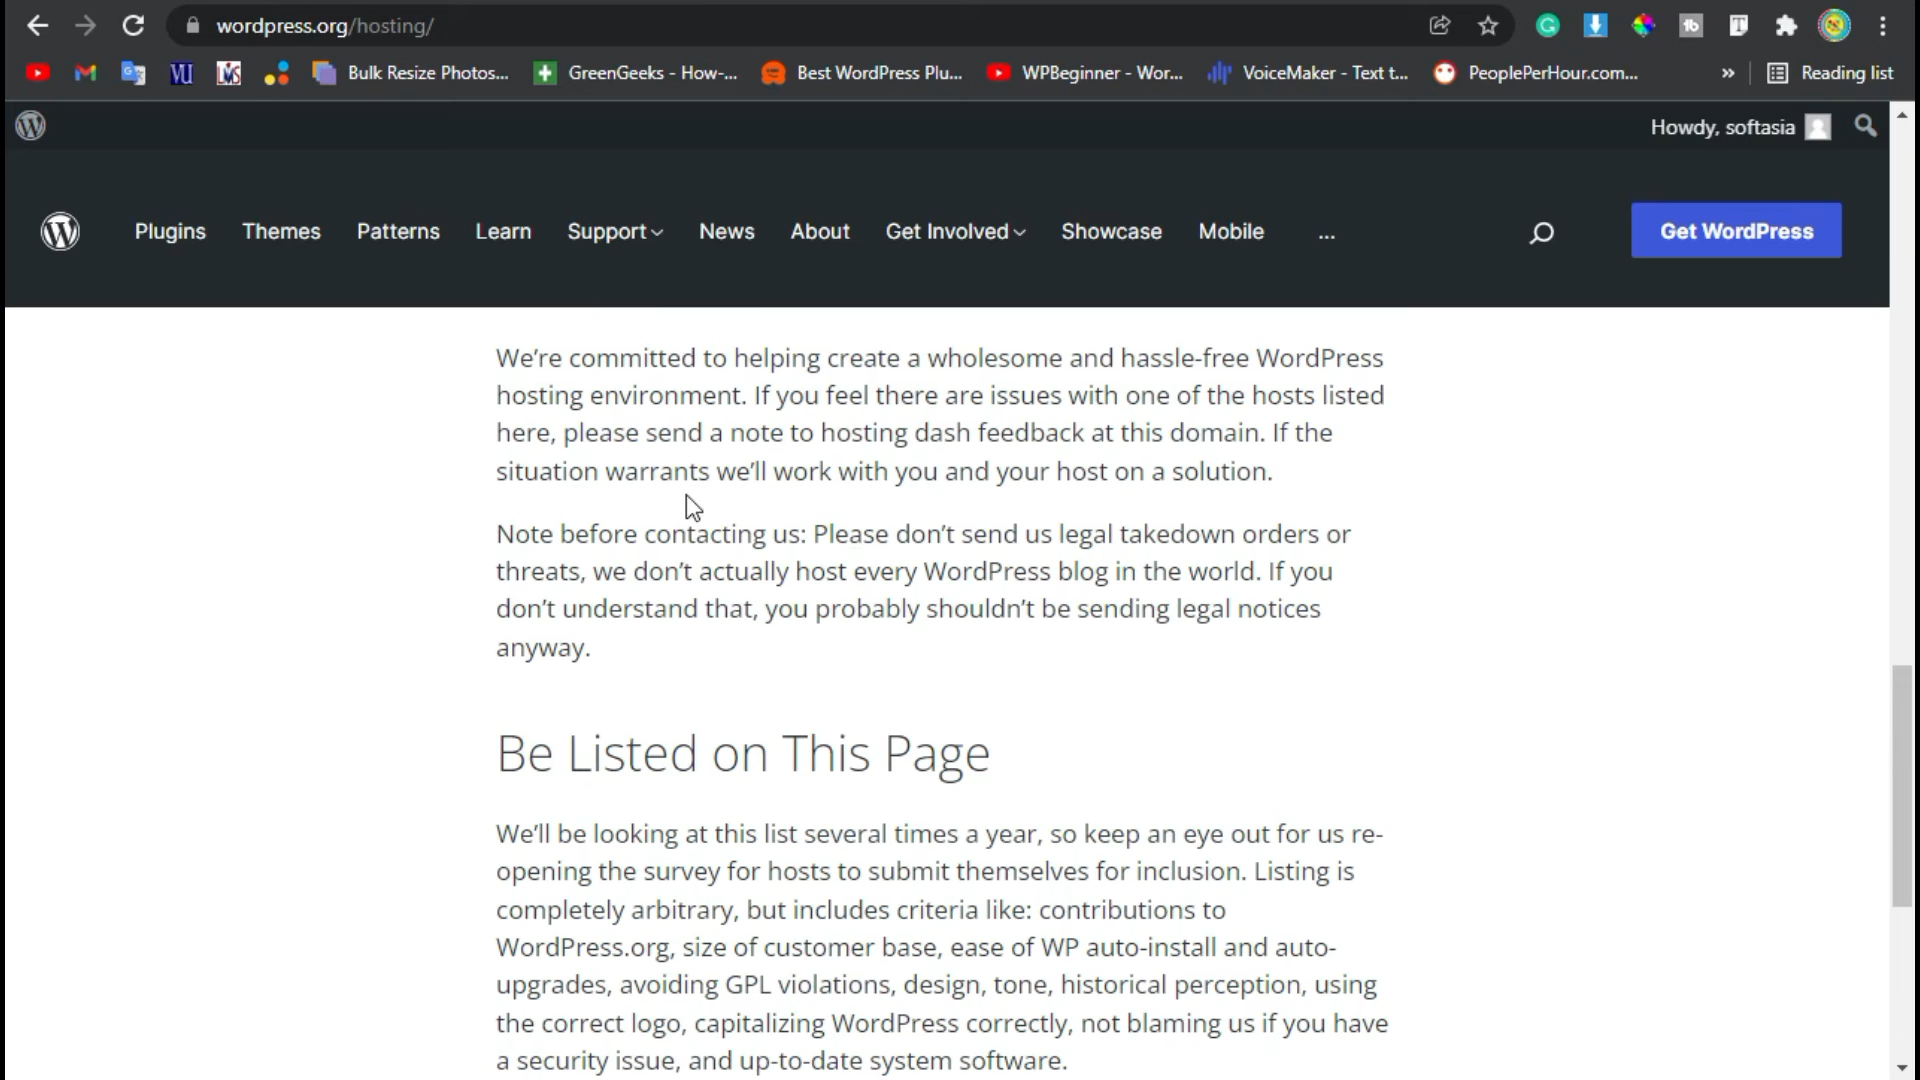 wordpress.org/hosting/
Bulk Resize Photos...
GreenGeeks - How-...
Best WordPress Plu...
WPBeginner - Wor...
VoiceMaker - Text t...
PeoplePerHour.com...
»
Reading list
Howdy, softasia
Plugins
Themes
Patterns
Learn
Support
News
About
Get Involved
Showcase
Mobile
...
Get WordPress
We’re committed to helping create a wholesome and hassle-free WordPress
hosting environment. If you feel there are issues with one of the hosts listed
here, please send a note to hosting dash feedback at this domain. If the
situation warrants we’ll work with you and your host on a solution.
Note before contacting us: Please don’t send us legal takedown orders or
threats, we don’t actually host every WordPress blog in the world. If you
don’t understand that, you probably shouldn’t be sending legal notices
anyway.
Be Listed on This Page
We’ll be looking at this list several times a year, so keep an eye out for us re-
opening the survey for hosts to submit themselves for inclusion. Listing is
completely arbitrary, but includes criteria like: contributions to
WordPress.org, size of customer base, ease of WP auto-install and auto-
upgrades, avoiding GPL violations, design, tone, historical perception, using
the correct logo, capitalizing WordPress correctly, not blaming us if you have
a security issue, and up-to-date system software.